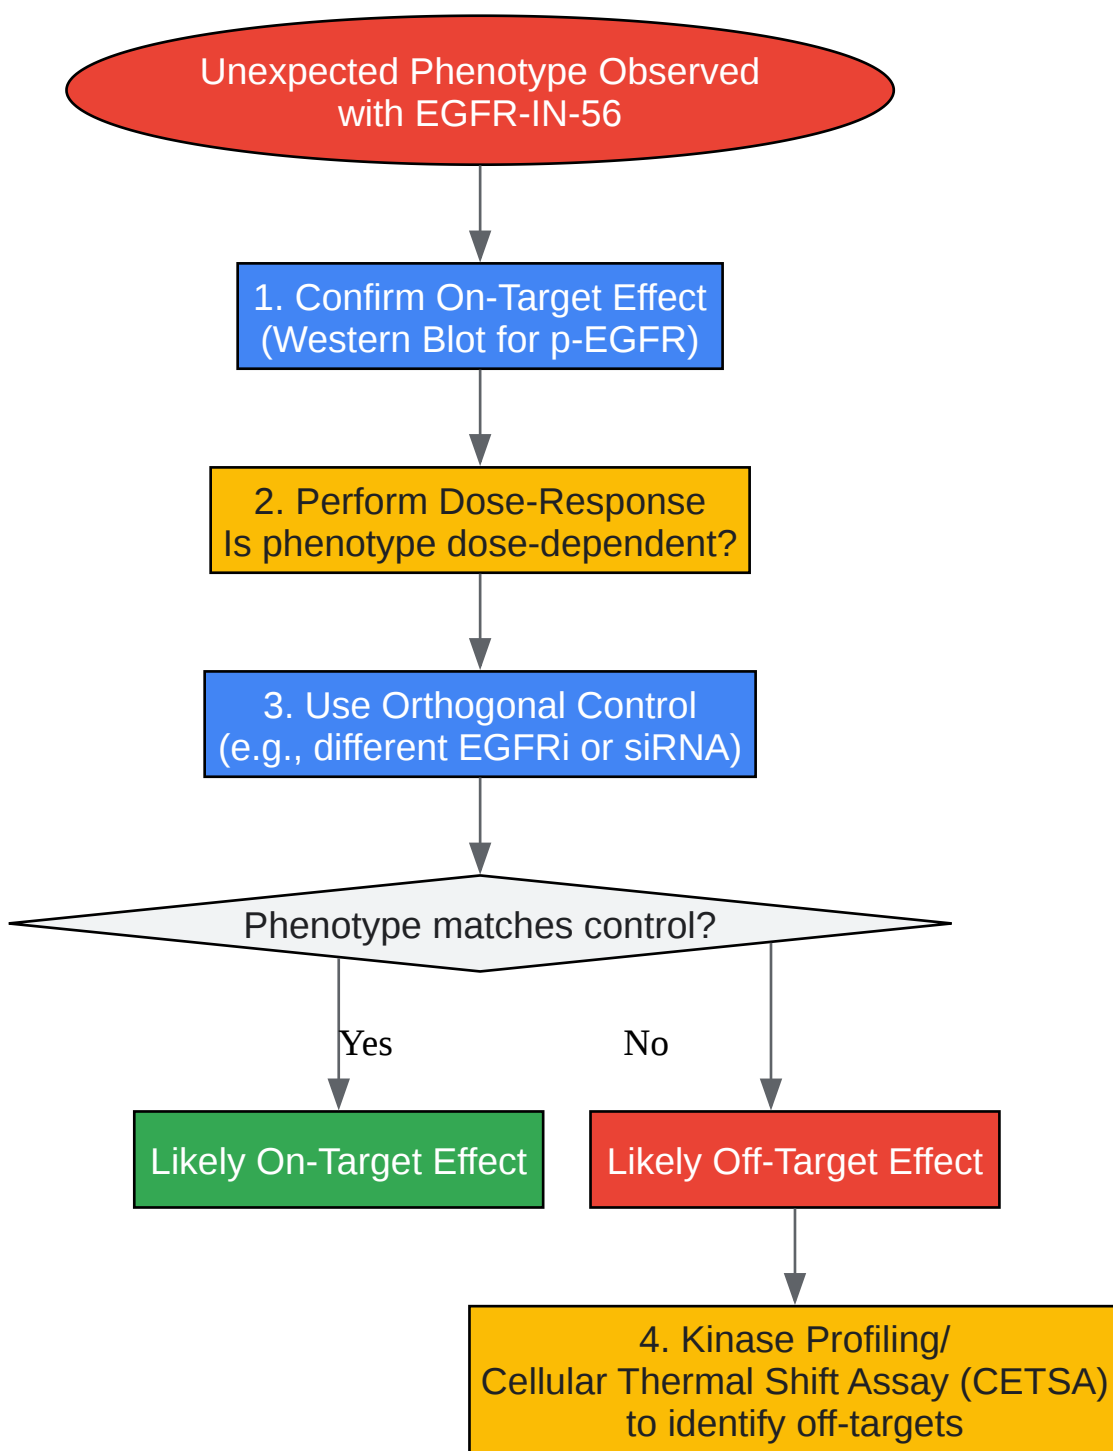 Unexpected Phenotype Observed
with EGFR-IN-56
1. Confirm On-Target Effect
(Western Blot for p-EGFR)
2. Perform Dose-Response
Is phenotype dose-dependent?
3. Use Orthogonal Control
(e.g., different EGFRi or siRNA)
Phenotype matches control?
Yes
No
Likely On-Target Effect
Likely Off-Target Effect
4. Kinase Profiling/
Cellular Thermal Shift Assay (CETSA)
to identify off-targets